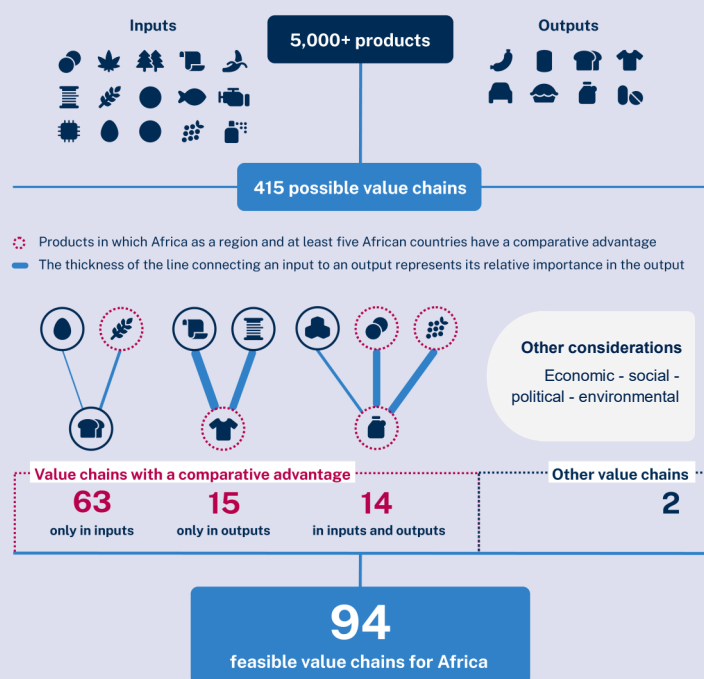 Inputs
5,000+ products
Outputs
415 possible value chains
Products in which Africa as a region and at least five African countries have a comparative advantage
The thickness of the line connecting an input to an output represents its relative importance in the output
Other considerations
Economic - social -
political - environmental
Value chains with a comparative advantage
63
only in inputs
15
only in outputs
14
in inputs and outputs
Other value chains
2
94
feasible value chains for Africa